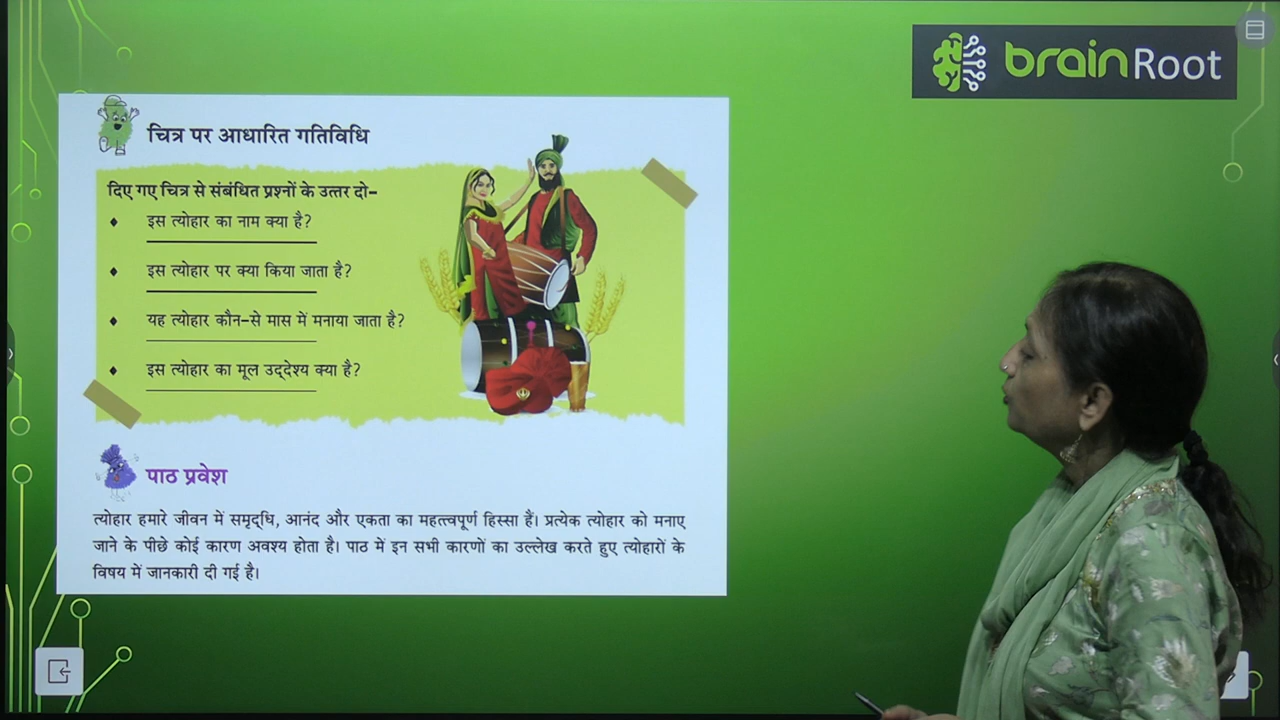 brainRoot
चित्र पर आधारित गतिविधि
दिए गए चित्र से संबंधित प्रश्नों के उत्तर दो–
♦ इस त्योहार का नाम क्या है?
♦ इस त्योहार पर क्या किया जाता है?
♦ यह त्योहार कौन–से मास में मनाया जाता है?
♦ इस त्योहार का मूल उद्देश्य क्या है?
पाठ प्रवेश
त्योहार हमारे जीवन में समृद्धि, आनंद और एकता का महत्त्वपूर्ण हिस्सा हैं। प्रत्येक त्योहार को मनाए
जाने के पीछे कोई कारण अवश्य होता है। पाठ में इन सभी कारणों का उल्लेख करते हुए त्योहारों के
विषय में जानकारी दी गई है।